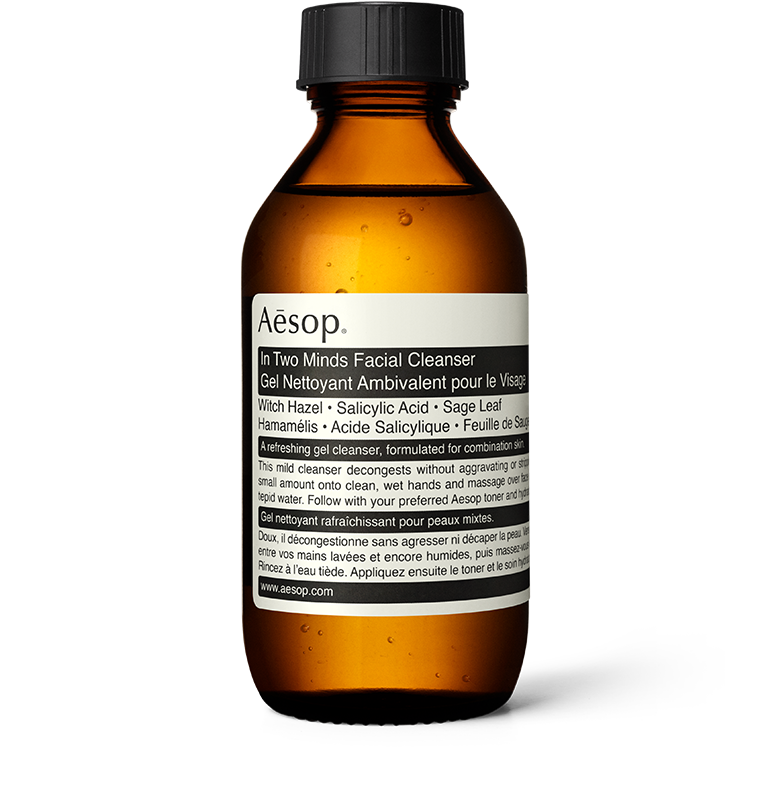 Aēsop®
In Two Minds Facial Cleanser
Gel Nettoyant Ambivalent pour le Visage
Witch Hazel • Salicylic Acid • Sage Leaf
Hamamélis • Acide Salicylique • Feuille de Sauge
A refreshing gel cleanser, formulated for combination skin.
This mild cleanser decongests without aggravating or
small amount onto clean, wet hands and massage over
tepid water. Follow with your preferred Aesop toner and
Gel nettoyant rafraîchissant pour peaux mixtes.
Doux, il décongestionne sans agresser ni décaper la peau.
entre vos mains lavées et encore humides, puis
Rincez à l'eau tiède. Appliquez ensuite le toner et le soin
www.aesop.com